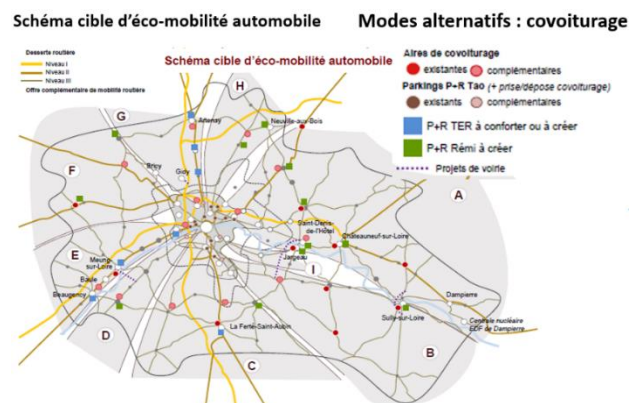 Schéma cible d'éco-mobilité automobile
Modes alternatifs : covoiturage
Desserte routière
Niveau I
Niveau II
Niveau III
Offre complémentaire de mobilité routière
Schéma cible d'éco-mobilité automobile
Aires de covoiturage
existantes
complémentaires
Parkings P+R Tao (+ prise/dépose covoiturage)
existants
complémentaires
P+R TER à conforter ou à créer
P+R Rémi à créer
Projets de voirie
H
G
Artenay
Neuville-aux-Bois
F
Bricy
Gidy
A
Saint-Denis-
de-l'Hôtel
Châteauneuf-sur-Loire
E
Meung-
sur-Loire
Jargeau
I
Baule
Beaugency
Dampierre
Sully-sur-Loire
Centrale nucléaire
EDF de Dampierre
La Ferté-Saint-Aubin
D
C
B